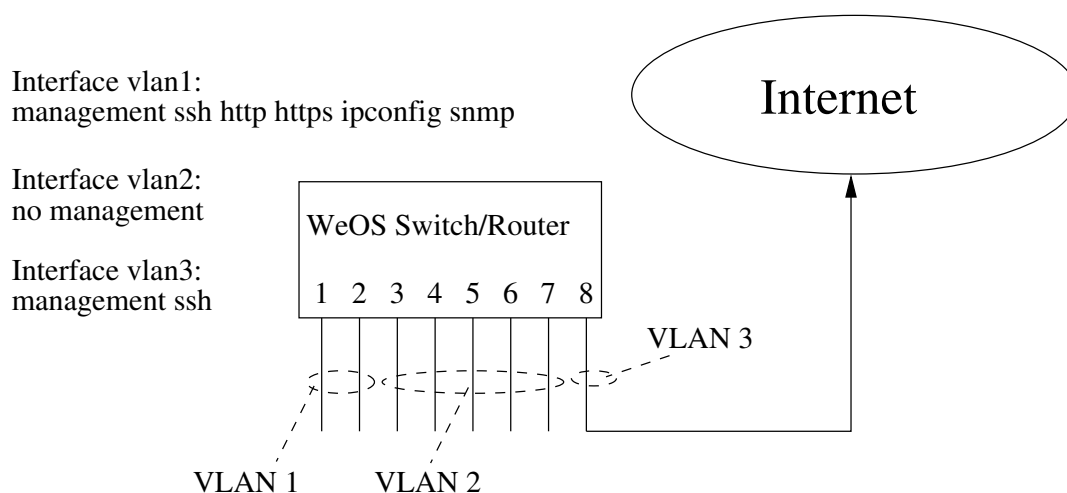 Interface vlan1:
management ssh http https ipconfig snmp
Internet
Interface vlan2:
no management
WeOS Switch/Router
Interface vlan3:
management ssh
1 2 3 4 5 6 7 8
VLAN 3
VLAN 1
VLAN 2